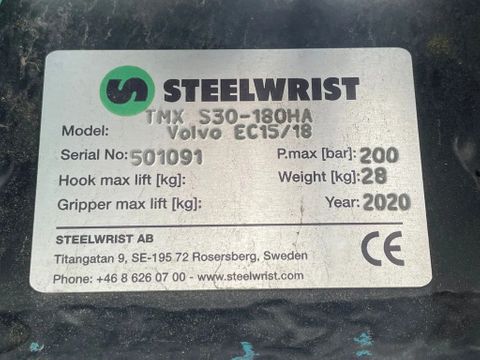 STEELWRIST
TMX S30-180HA
Model: Volvo EC15/18
Serial No: 501091 P.max [bar]: 200
Hook max lift [kg]: Weight [kg]: 28
Gripper max lift [kg]: Year: 2020
STEELWRIST AB
Titangatan 9, SE-195 72 Rosersberg, Sweden
Phone: +46 8 626 07 00 - www.steelwrist.com
CE